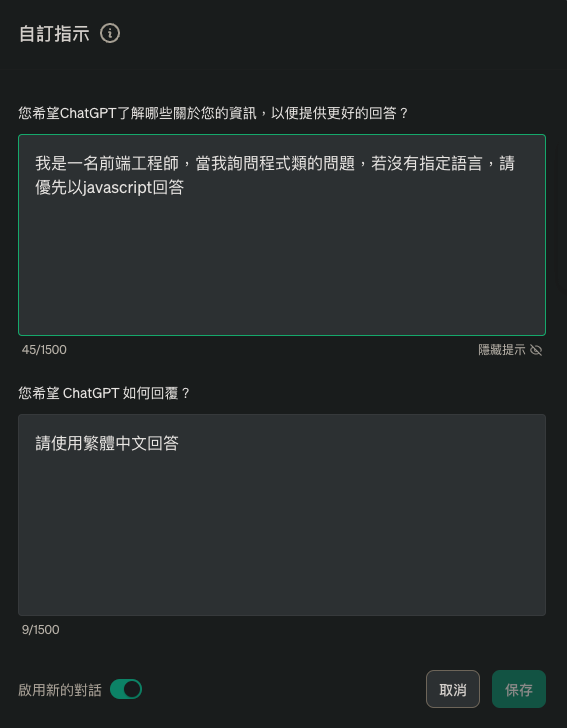 自訂指示
您希望ChatGPT了解哪些關於您的資訊，以便提供更好的回答？
我是一名前端工程師，當我詢問程式類的問題，若沒有指定語言，請
優先以javascript回答
45/1500 隱藏提示
您希望 ChatGPT 如何回覆？
請使用繁體中文回答
9/1500
啟用新的對話 取消 保存